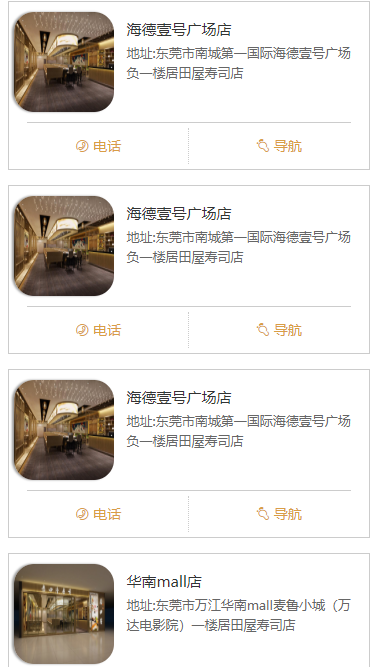 海德壹号广场店
地址:东莞市南城第一国际海德壹号广场
负一楼居田屋寿司店
电话
导航
海德壹号广场店
地址:东莞市南城第一国际海德壹号广场
负一楼居田屋寿司店
电话
导航
海德壹号广场店
地址:东莞市南城第一国际海德壹号广场
负一楼居田屋寿司店
电话
导航
华南mall店
地址:东莞市万江华南mall麦鲁小城（万
达电影院）一楼居田屋寿司店